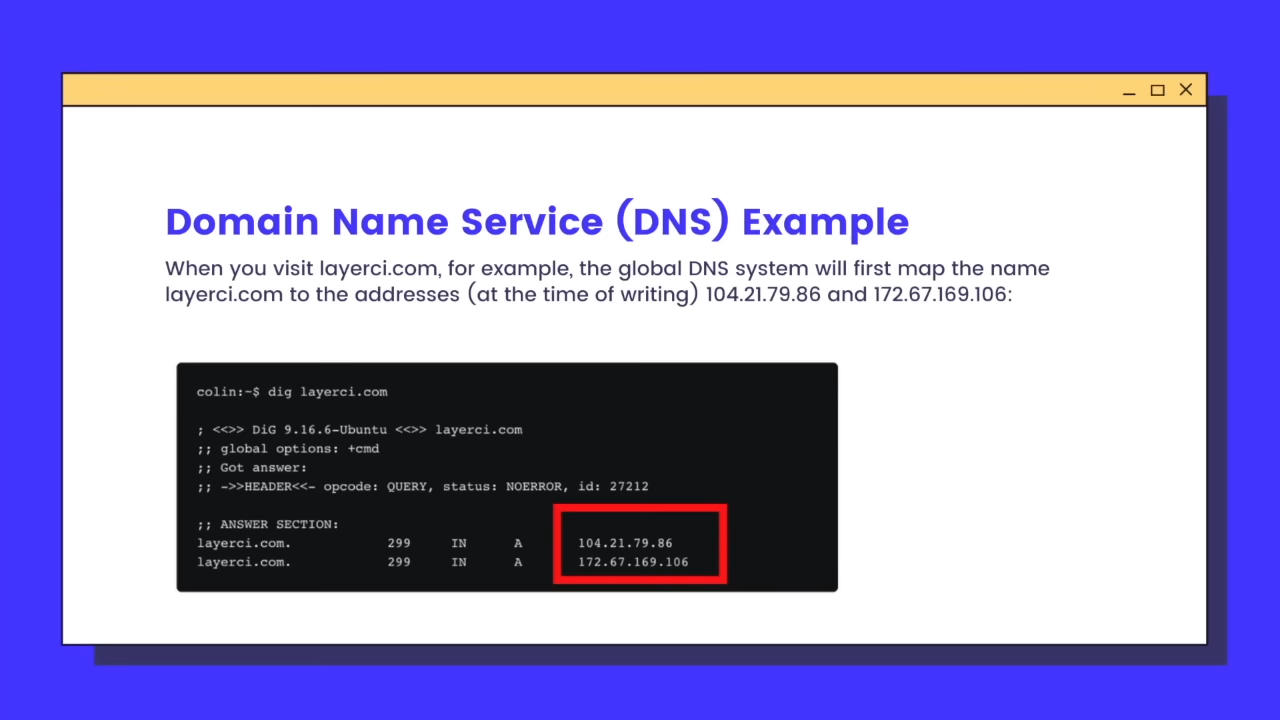 Domain Name Service (DNS) Example
When you visit layerci.com, for example, the global DNS system will first map the name
layerci.com to the addresses (at the time of writing) 104.21.79.86 and 172.67.169.106:
colin:~$ dig layerci.com
; <<>> DiG 9.16.6-Ubuntu <<>> layerci.com
;; global options: +cmd
;; Got answer:
;; ->>HEADER<<- opcode: QUERY, status: NOERROR, id: 27212
;; ANSWER SECTION:
layerci.com. 299 IN A 104.21.79.86
layerci.com. 299 IN A 172.67.169.106